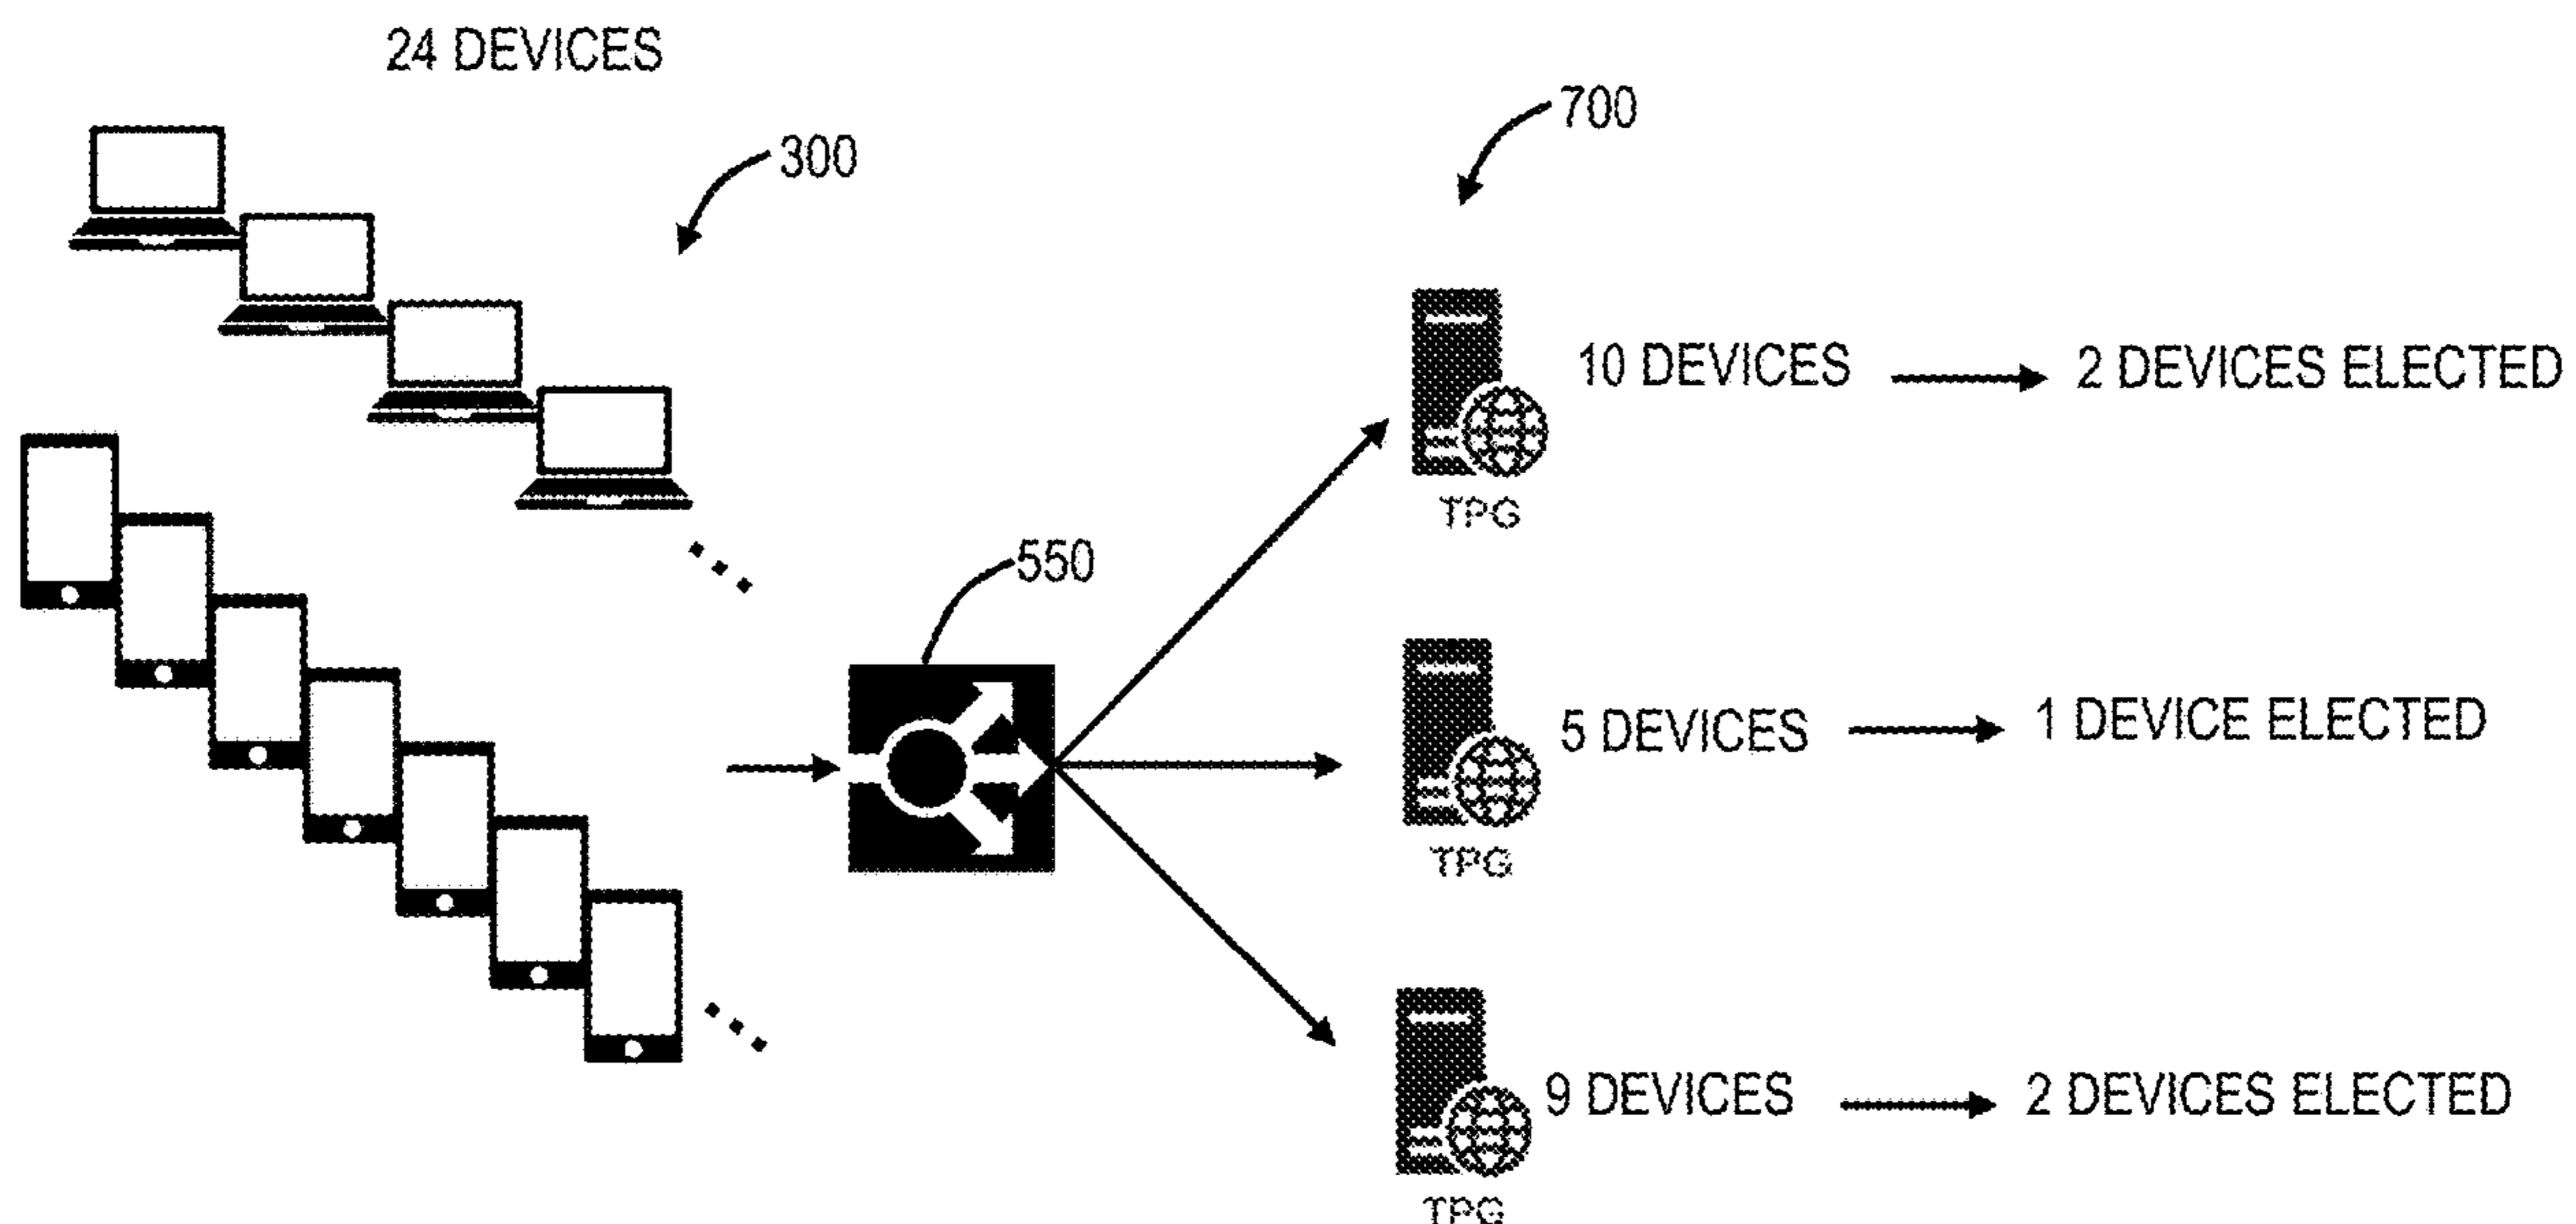 24 DEVICES
300
700
10 DEVICES
2 DEVICES ELECTED
TPG
550
5 DEVICES
1 DEVICE ELECTED
TPG
9 DEVICES
2 DEVICES ELECTED
TPG